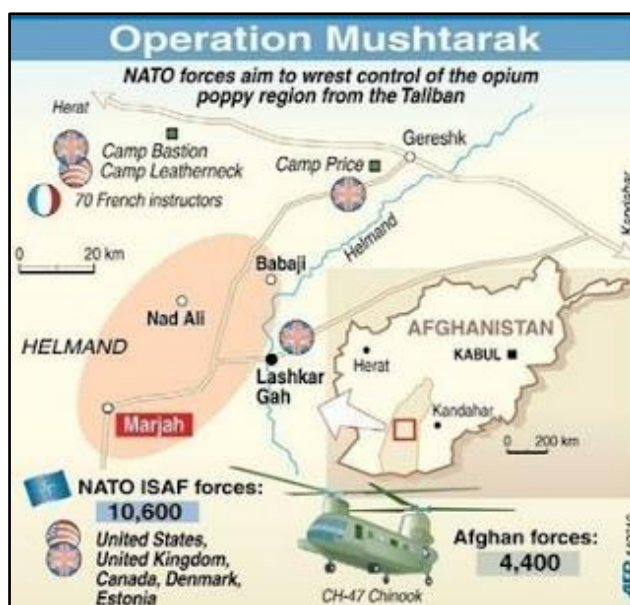 Operation Mushtarak
NATO forces aim to wrest control of the opium
poppy region from the Taliban
Herat
Gereshk
Camp Bastion
Camp Leatherneck
Camp Price
70 French instructors
Kandahar
20 km
Helmand
Babaji
Nad Ali
HELMAND
Lashkar
Gah
Marjah
AFGHANISTAN
KABUL
Herat
Kandahar
200 km
NATO ISAF forces:
10,600
United States,
United Kingdom,
Canada, Denmark,
Estonia
CH-47 Chinook
Afghan forces:
4,400
AFP